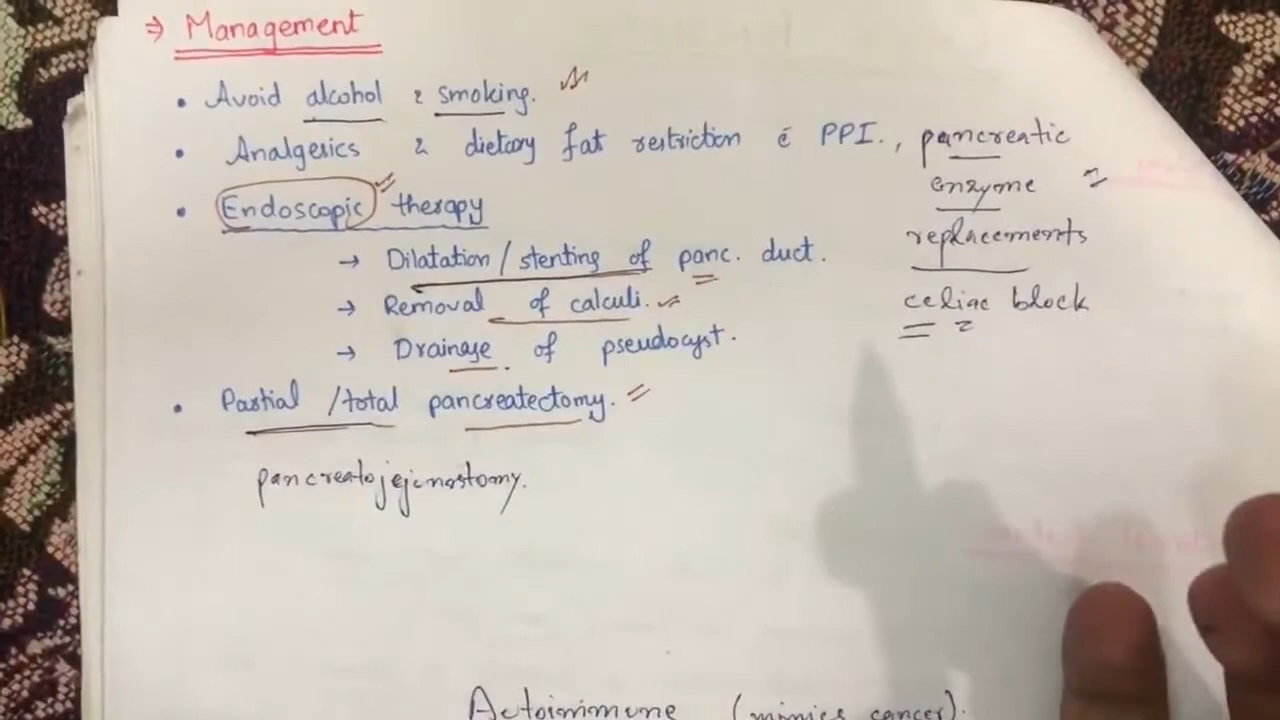 ⇒ Management
• Avoid alcohol & smoking.
• Analgesics & dietary fat restriction c̄ PPI., pancreatic
enzyme
replacements
celiac block
• Endoscopic therapy
→ Dilatation/stenting of panc. duct.
→ Removal of calculi.
→ Drainage of pseudocyst.
• Partial /total pancreatectomy.
pancreatojejunostomy.
Autoimmune (mimics cancer).